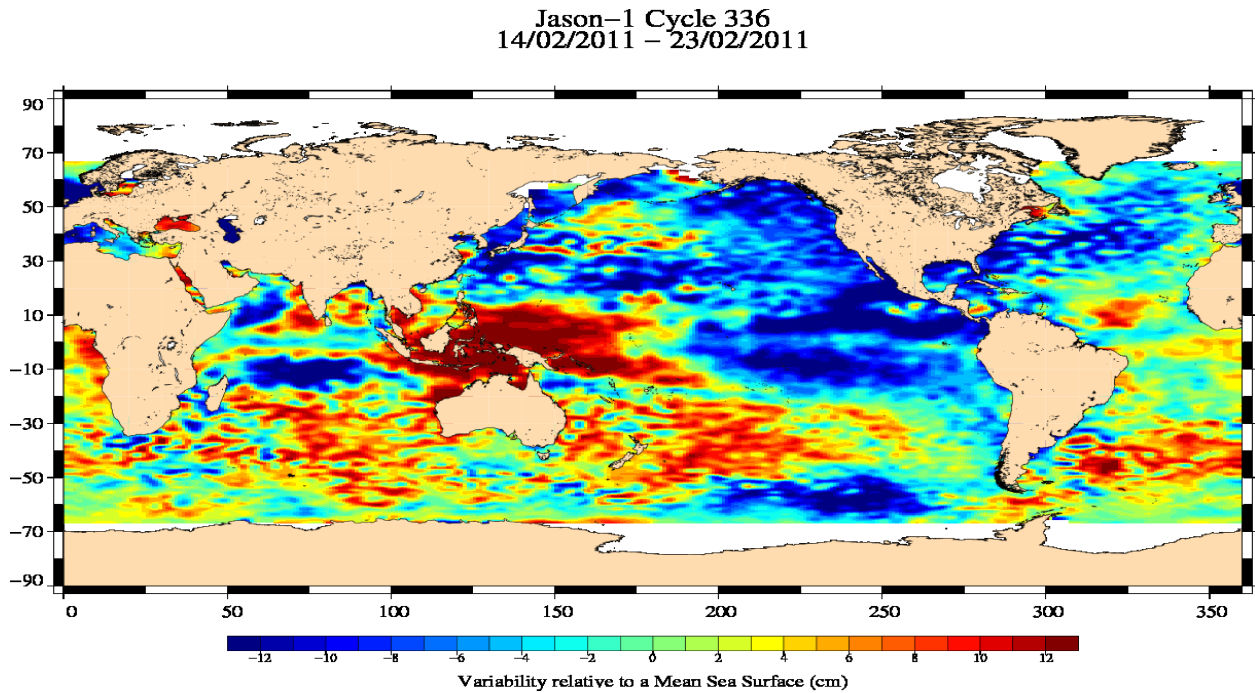 Jason-1 Cycle 336
14/02/2011 - 23/02/2011
90
70
50
30
10
-10
-30
-50
-70
-90
0 50 100 150 200 250 300 350
-12 -10 -8 -6 -4 -2 0 2 4 6 8 10 12
Variability relative to a Mean Sea Surface (cm)